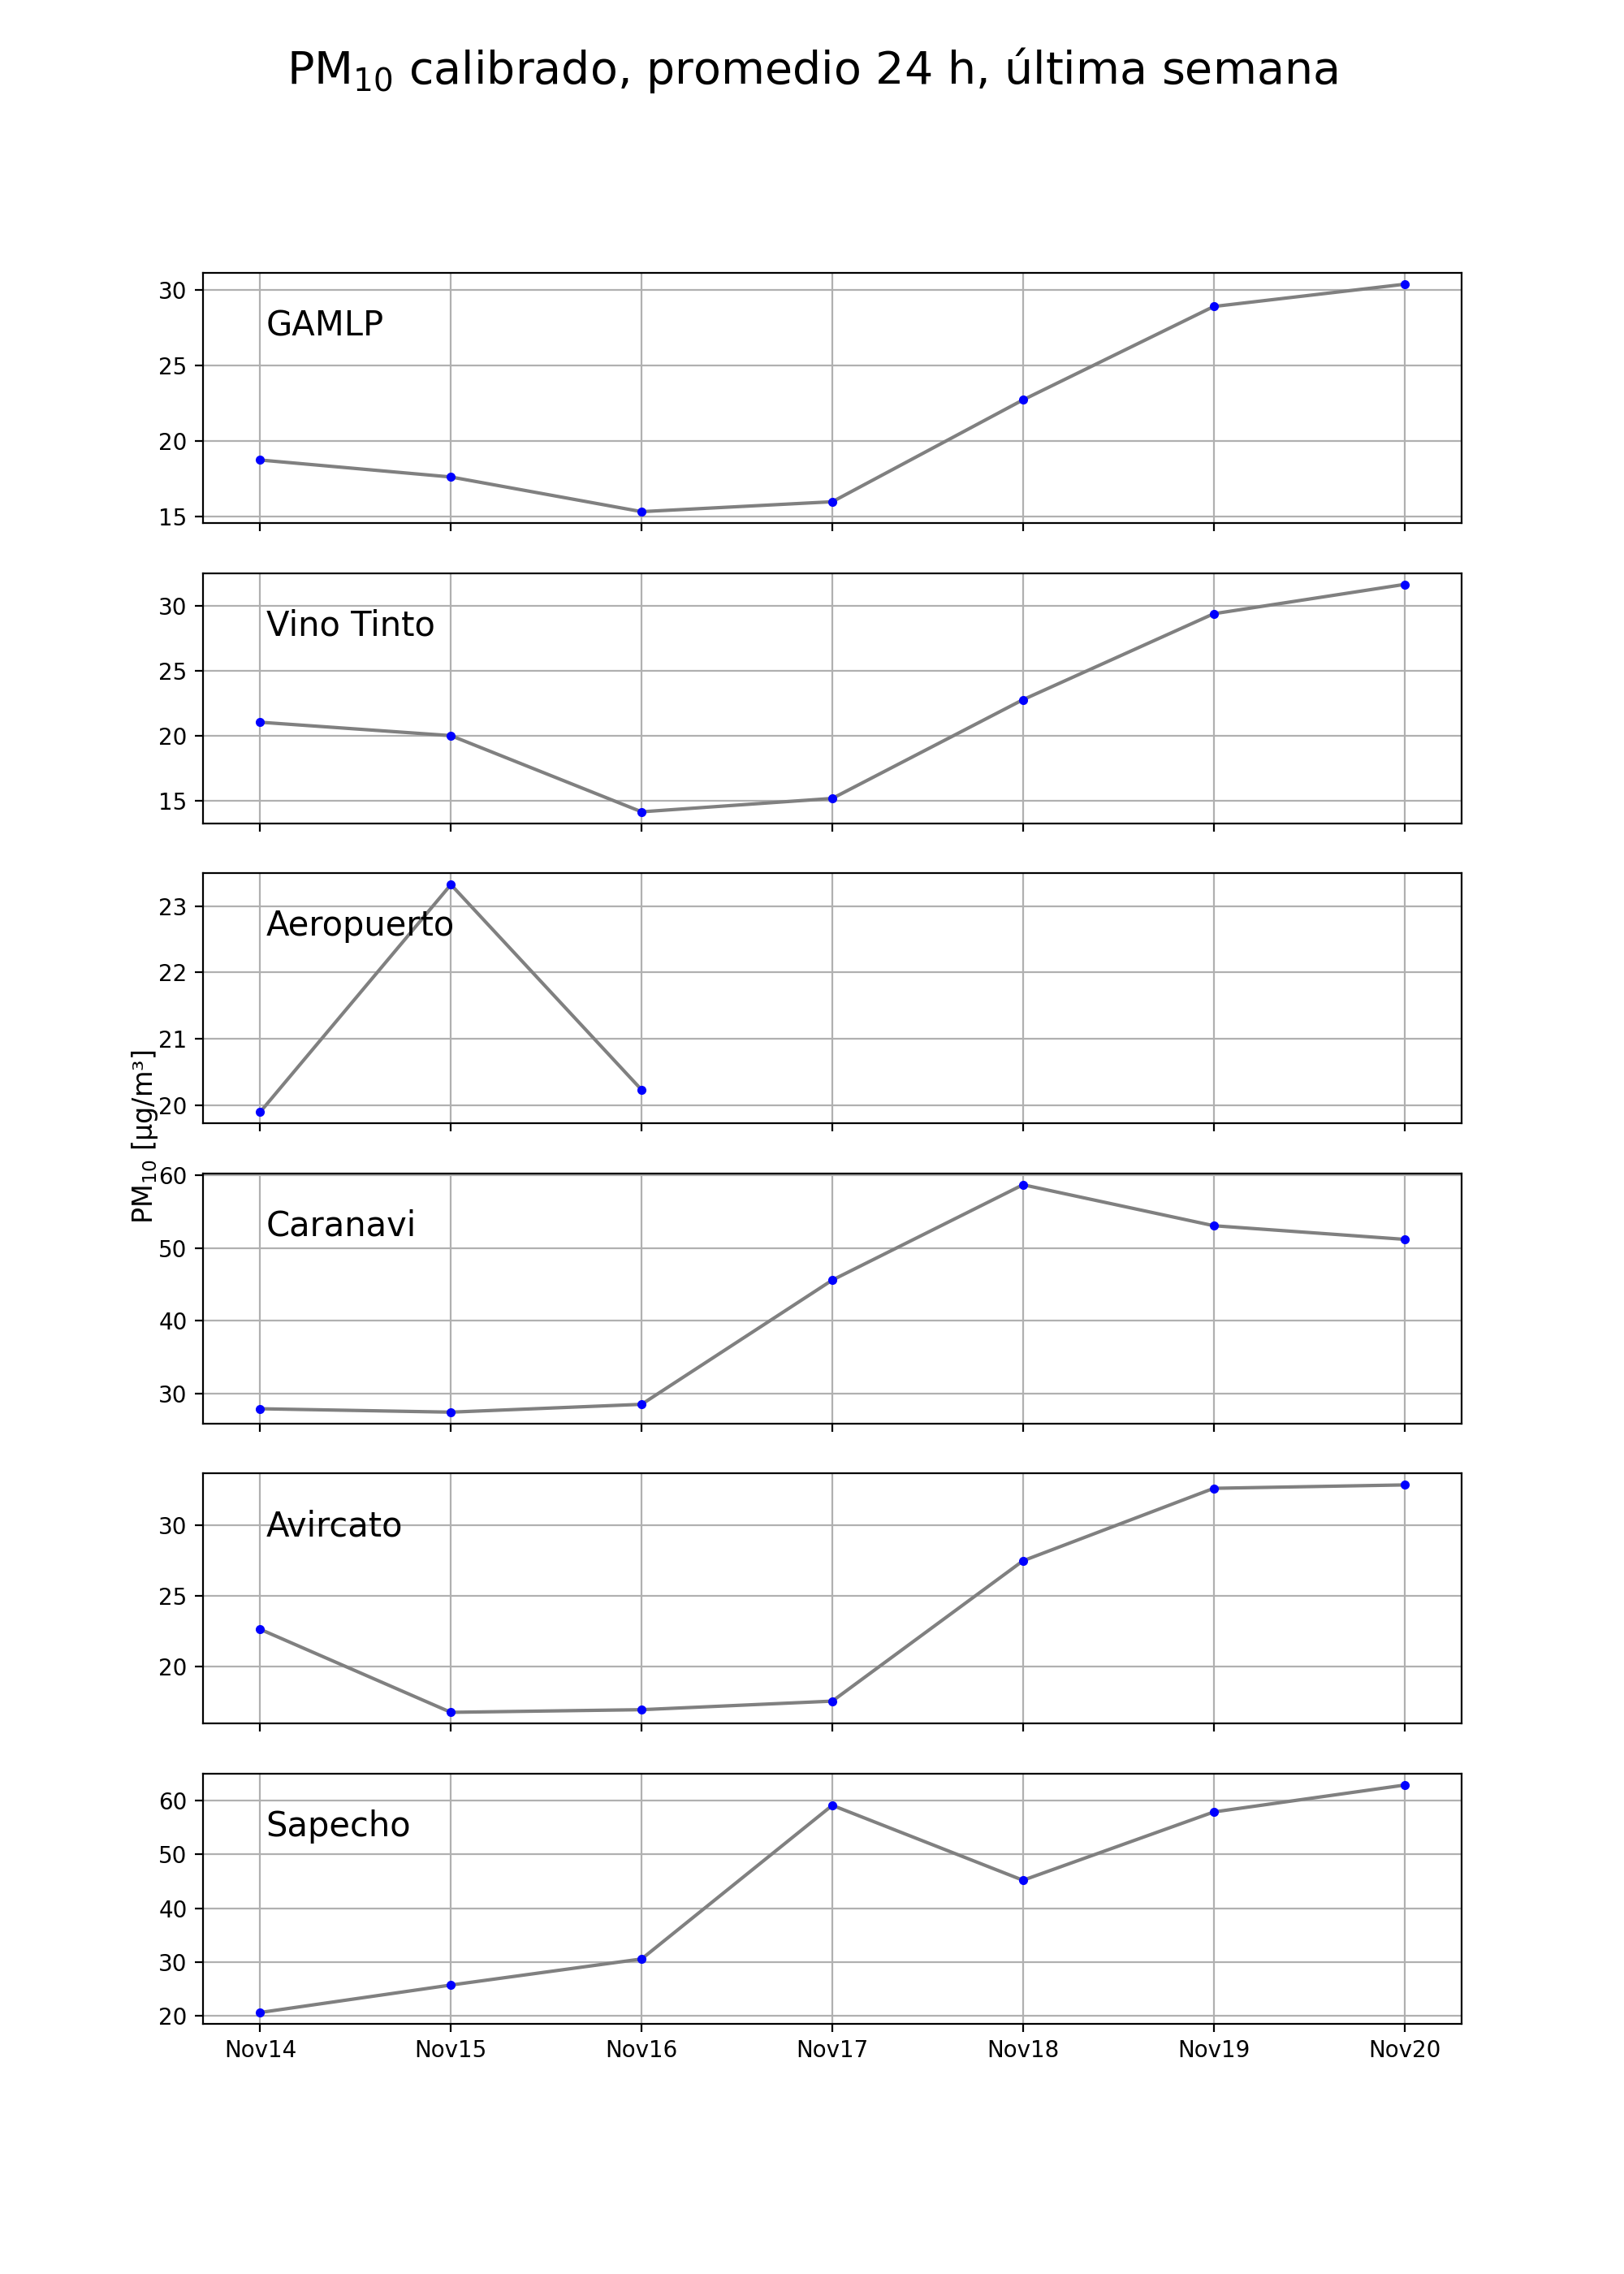 PM₁₀ calibrado, promedio 24 h, última semana
30
GAMLP
25
20
15
30
Vino Tinto
25
20
15
23
Aeropuerto
22
21
20
PM₁₀ [µg/m³]
60
Caranavi
50
40
30
Avircato
30
25
20
60
Sapecho
50
40
30
20
Nov14 Nov15 Nov16 Nov17 Nov18 Nov19 Nov20